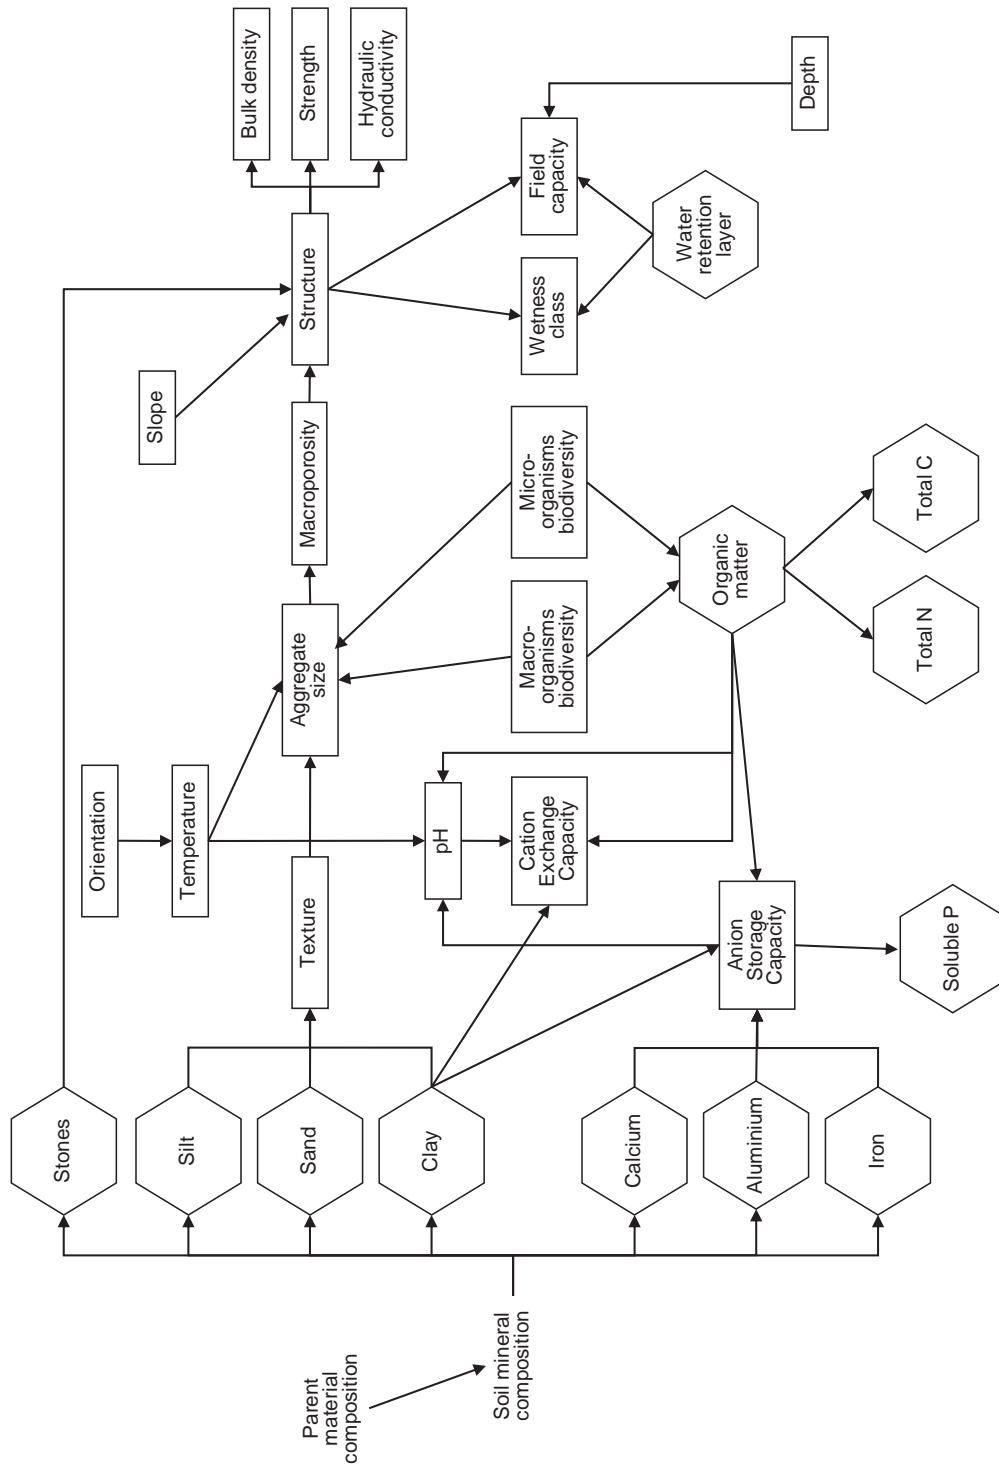 Parent
material
composition
Soil mineral
composition
Stones
Silt
Sand
Clay
Calcium
Aluminium
Iron
Orientation
Temperature
Texture
pH
Cation
Exchange
Capacity
Anion
Storage
Capacity
Soluble P
Aggregate
size
Macro-
organisms
biodiversity
Micro-
organisms
biodiversity
Organic
matter
Total N
Total C
Slope
Macroporosity
Structure
Wetness
class
Field
capacity
Water
retention
layer
Bulk density
Strength
Hydraulic
conductivity
Depth